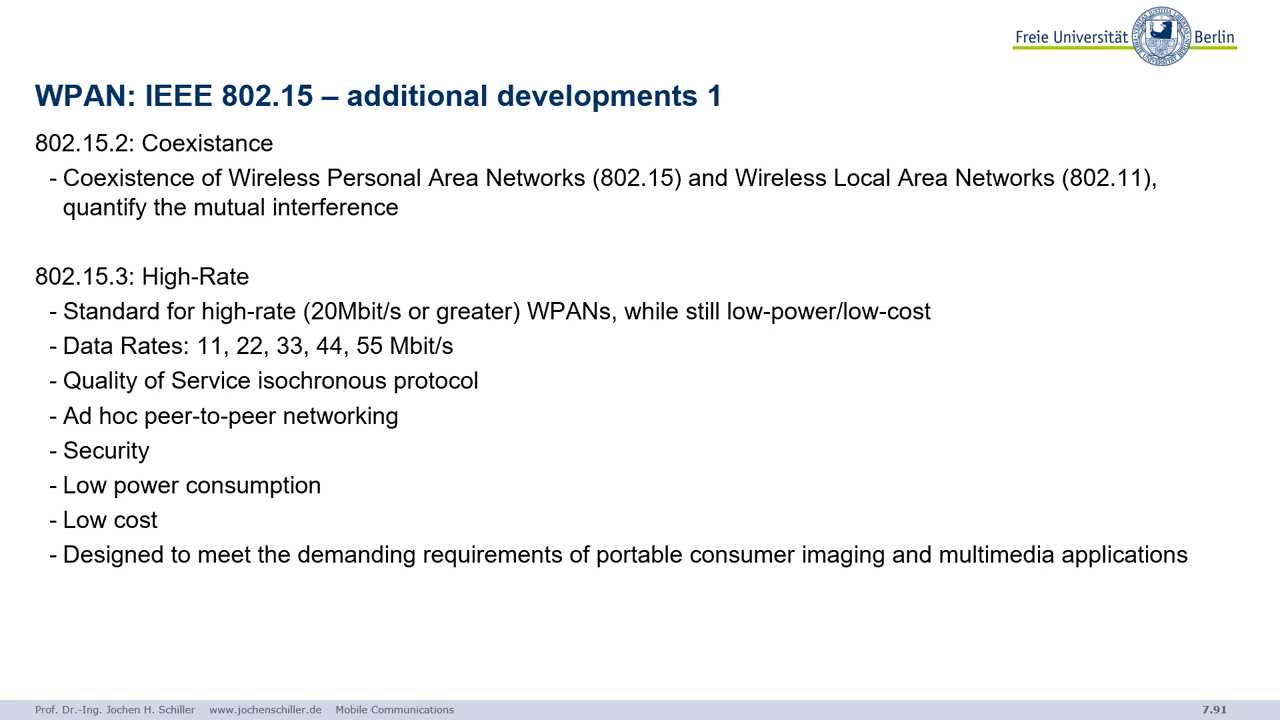 Freie Universität Berlin
WPAN: IEEE 802.15 – additional developments 1
802.15.2: Coexistance
- Coexistence of Wireless Personal Area Networks (802.15) and Wireless Local Area Networks (802.11),
quantify the mutual interference
802.15.3: High-Rate
- Standard for high-rate (20Mbit/s or greater) WPANs, while still low-power/low-cost
- Data Rates: 11, 22, 33, 44, 55 Mbit/s
- Quality of Service isochronous protocol
- Ad hoc peer-to-peer networking
- Security
- Low power consumption
- Low cost
- Designed to meet the demanding requirements of portable consumer imaging and multimedia applications
Prof. Dr.-Ing. Jochen H. Schiller www.jochenschiller.de Mobile Communications 7.91